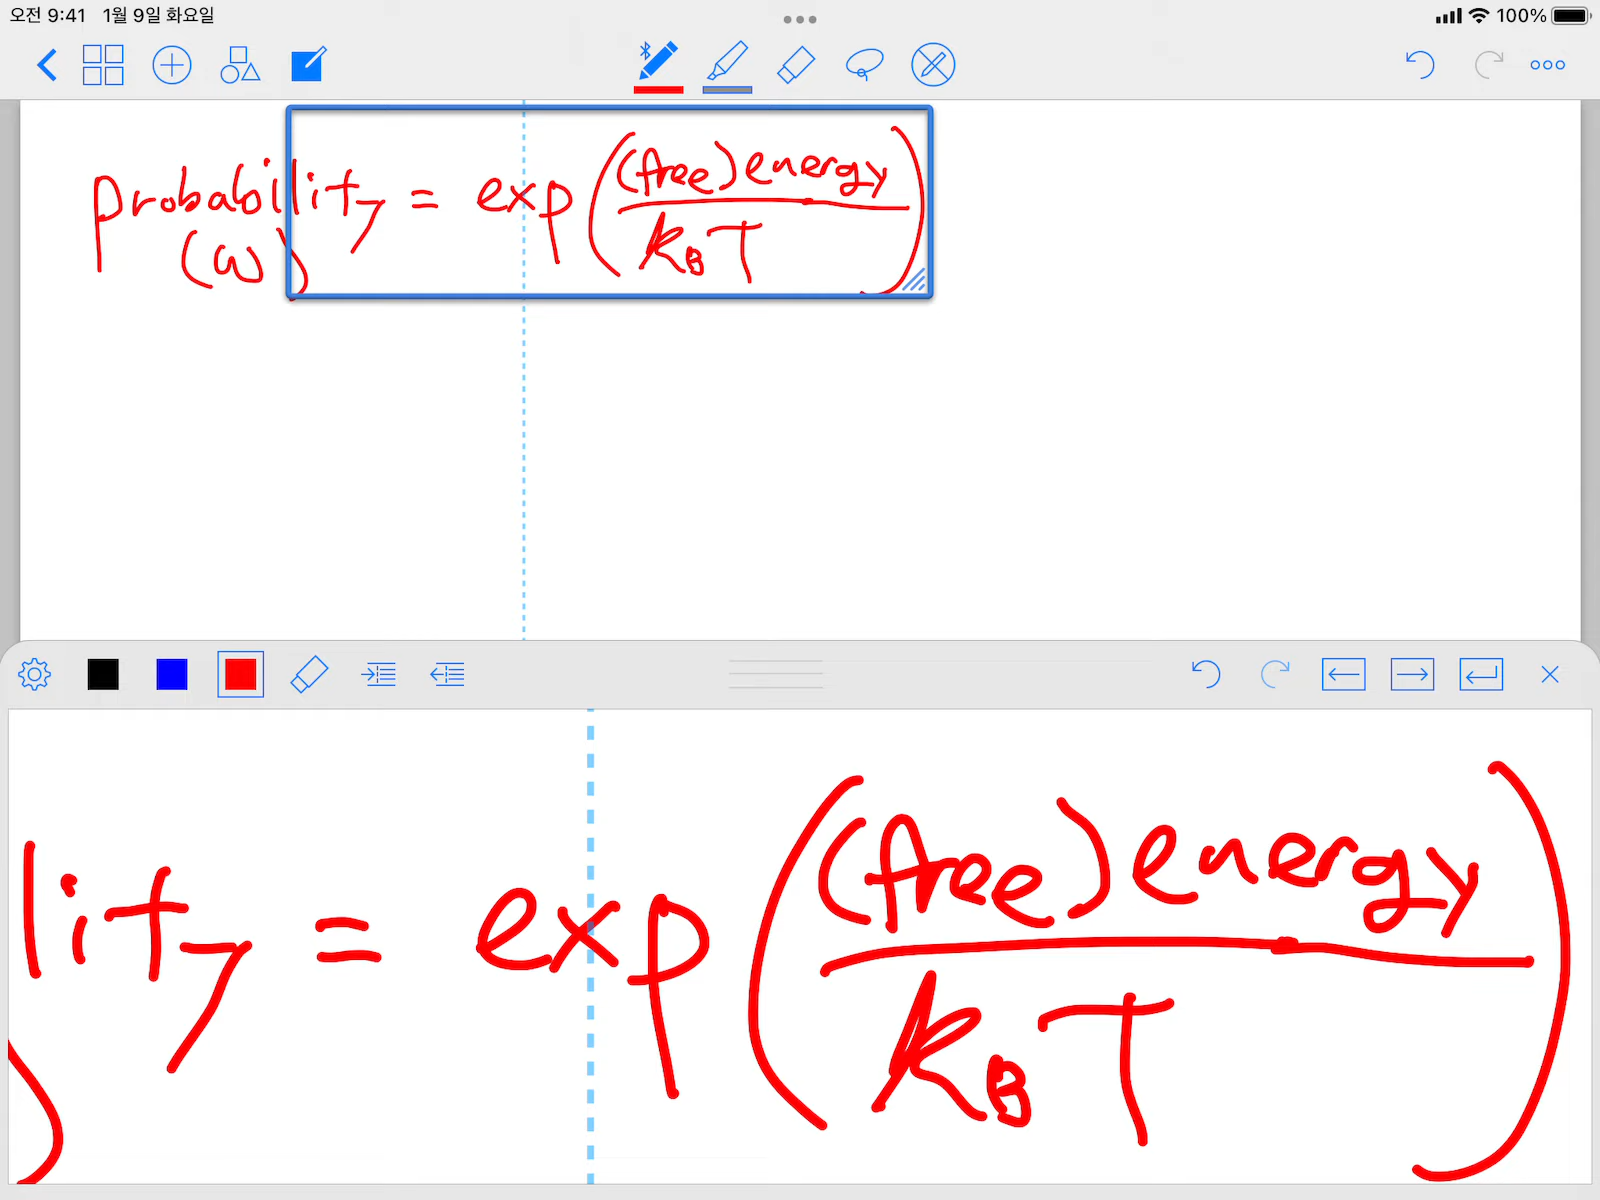 오전 9:41 1월 9일 화요일 100%
probability = exp((free) energy / k_B T)
(ω)
lity = exp((free) energy / k_B T)
)